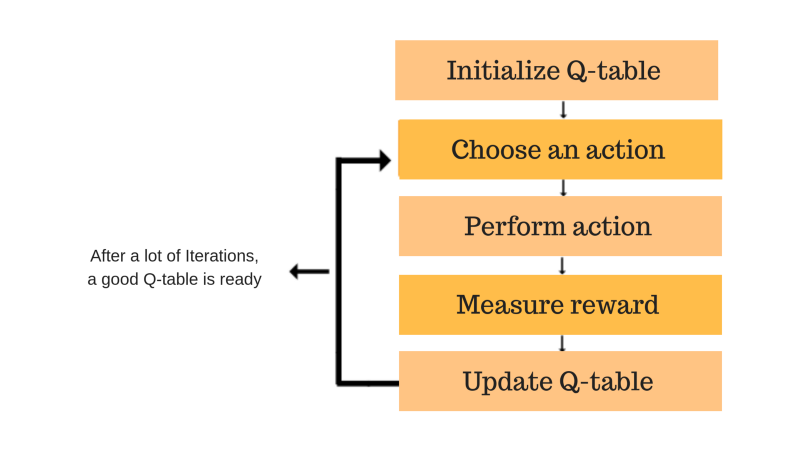 Initialize Q-table
Choose an action
Perform action
After a lot of Iterations,
a good Q-table is ready
Measure reward
Update Q-table